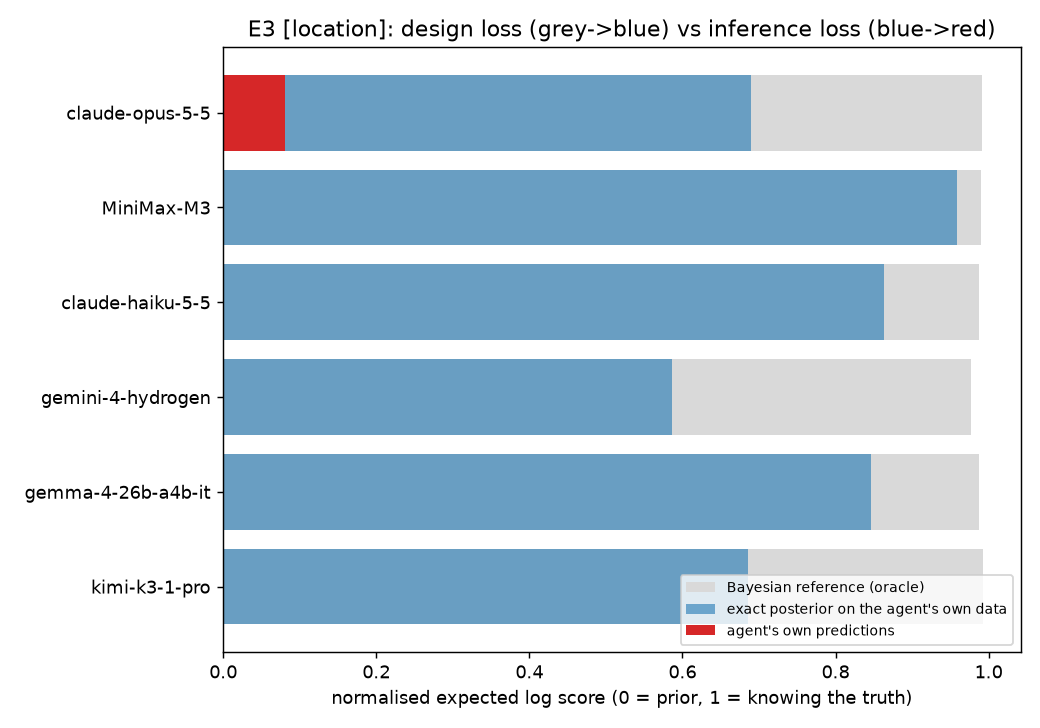 E3 [location]: design loss (grey->blue) vs inference loss (blue->red)
claude-opus-5-5
MiniMax-M3
claude-haiku-5-5
gemini-4-hydrogen
gemma-4-26b-a4b-it
kimi-k3-1-pro
Bayesian reference (oracle)
exact posterior on the agent's own data
agent's own predictions
0.0 0.2 0.4 0.6 0.8 1.0
normalised expected log score (0 = prior, 1 = knowing the truth)